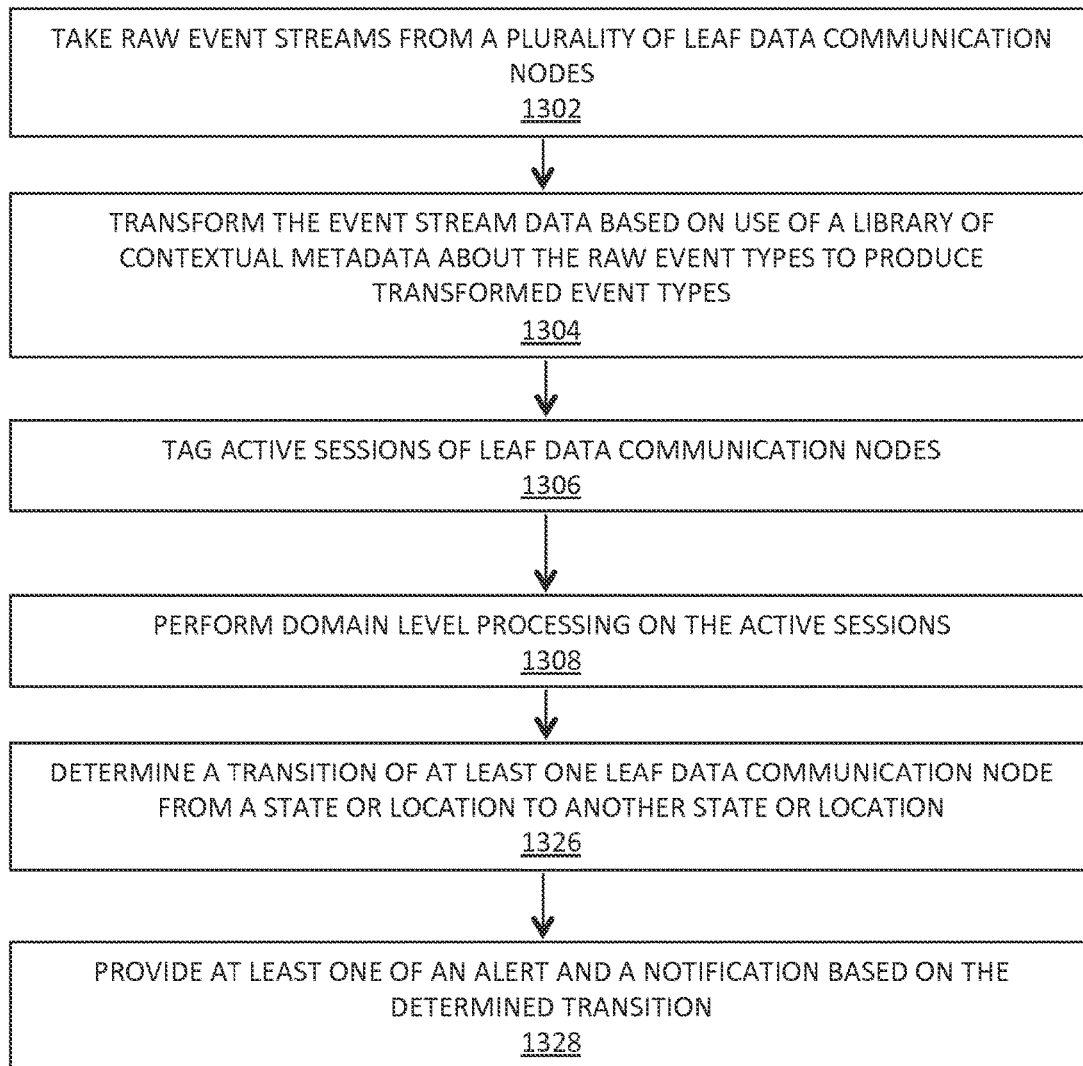 TAKE RAW EVENT STREAMS FROM A PLURALITY OF LEAF DATA COMMUNICATION
NODES
1302
TRANSFORM THE EVENT STREAM DATA BASED ON USE OF A LIBRARY OF
CONTEXTUAL METADATA ABOUT THE RAW EVENT TYPES TO PRODUCE
TRANSFORMED EVENT TYPES
1304
TAG ACTIVE SESSIONS OF LEAF DATA COMMUNICATION NODES
1306
PERFORM DOMAIN LEVEL PROCESSING ON THE ACTIVE SESSIONS
1308
DETERMINE A TRANSITION OF AT LEAST ONE LEAF DATA COMMUNICATION NODE
FROM A STATE OR LOCATION TO ANOTHER STATE OR LOCATION
1326
PROVIDE AT LEAST ONE OF AN ALERT AND A NOTIFICATION BASED ON THE
DETERMINED TRANSITION
1328